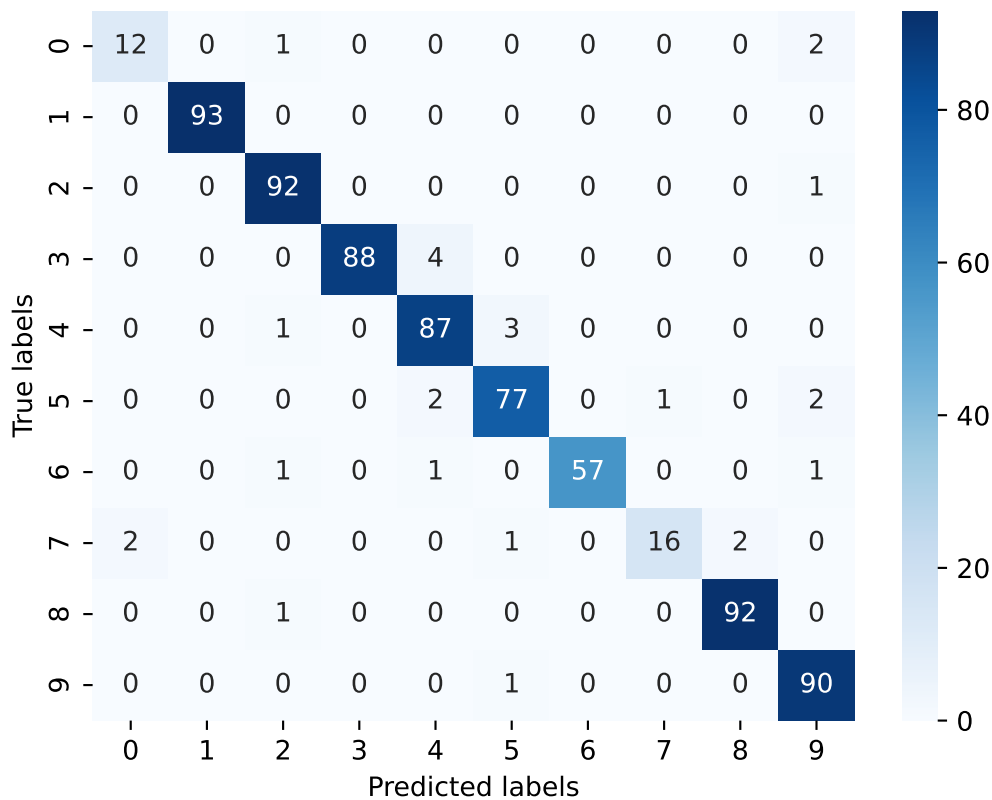 0 12 0 1 0 0 0 0 0 0 2
1 0 93 0 0 0 0 0 0 0 0
2 0 0 92 0 0 0 0 0 0 1
3 0 0 0 88 4 0 0 0 0 0
4 0 0 1 0 87 3 0 0 0 0
5 0 0 0 0 2 77 0 1 0 2
6 0 0 1 0 1 0 57 0 0 1
7 2 0 0 0 0 1 0 16 2 0
8 0 0 1 0 0 0 0 0 92 0
9 0 0 0 0 0 1 0 0 0 90
0 1 2 3 4 5 6 7 8 9
Predicted labels
True labels
80
60
40
20
0